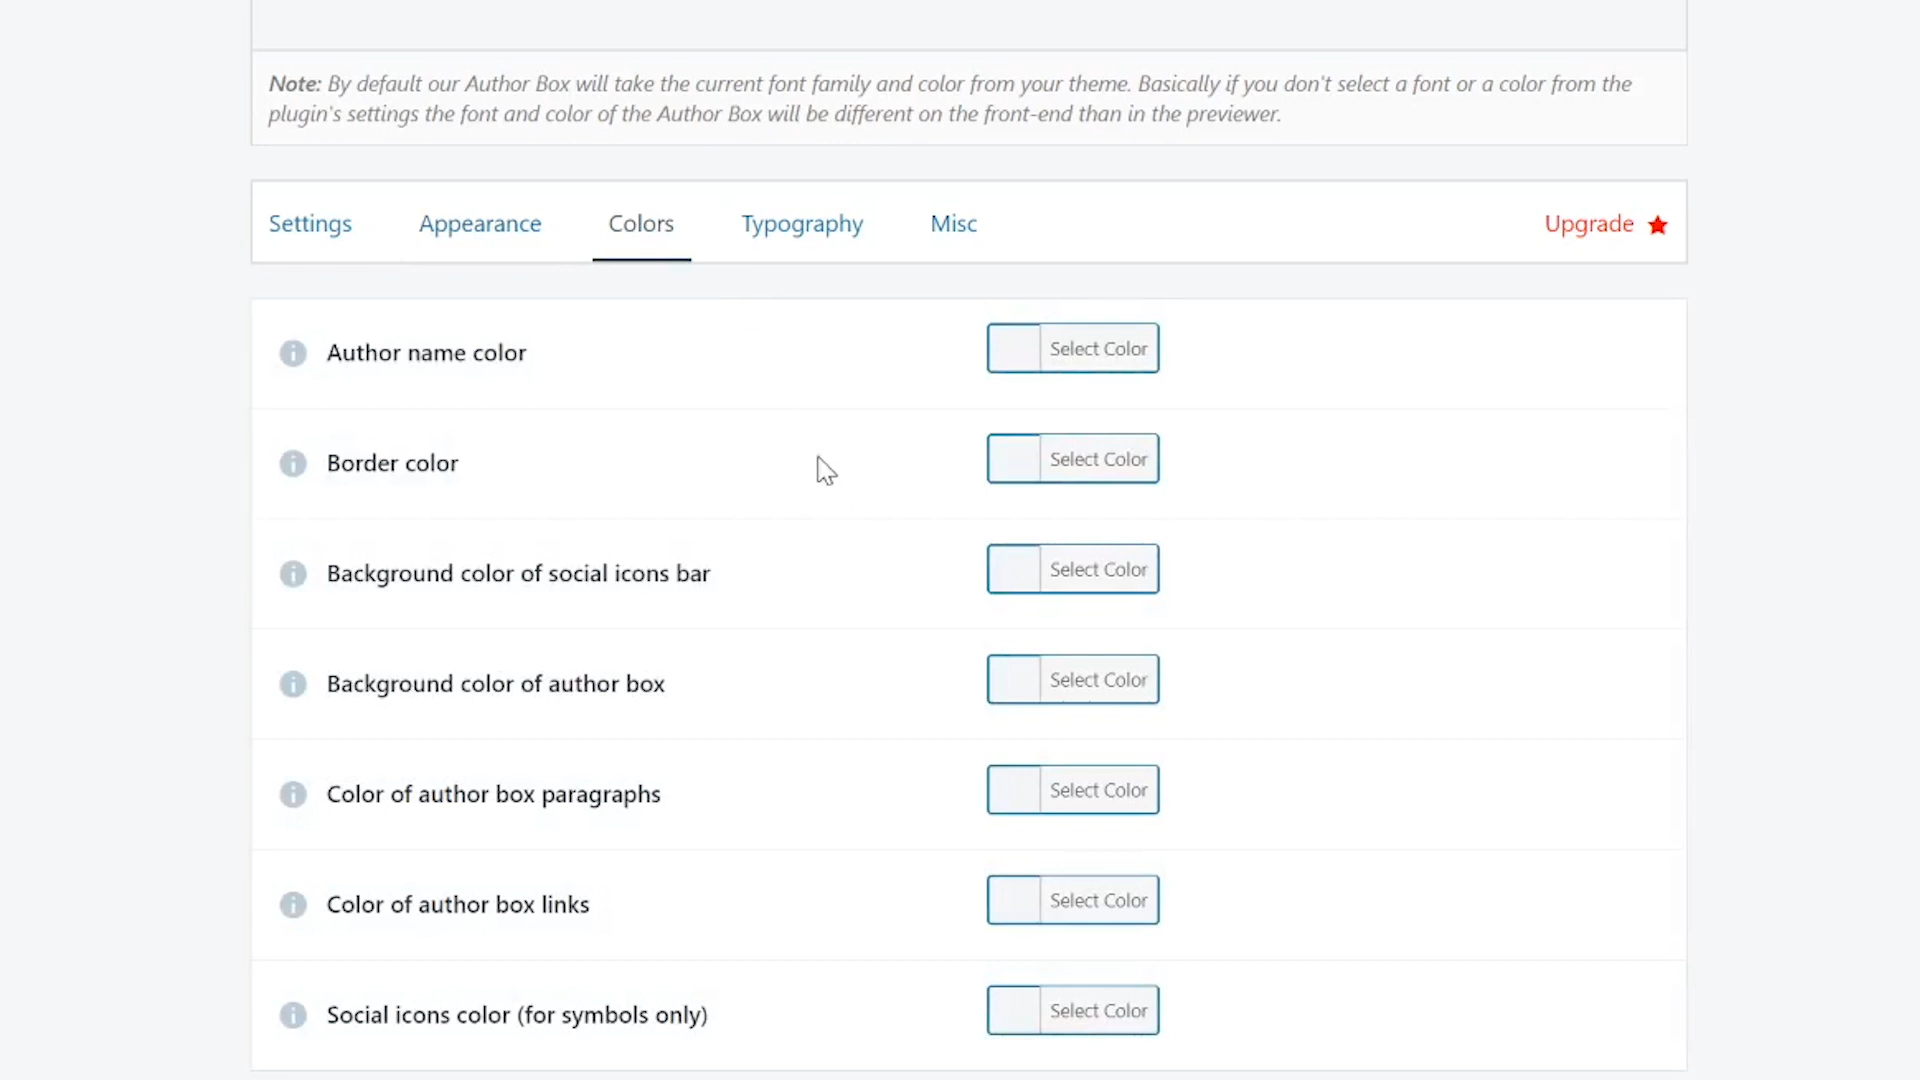 Note: By default our Author Box will take the current font family and color from your theme. Basically if you don't select a font or a color from the
plugin's settings the font and color of the Author Box will be different on the front-end than in the previewer.
Settings Appearance Colors Typography Misc Upgrade
Author name color Select Color
Border color Select Color
Background color of social icons bar Select Color
Background color of author box Select Color
Color of author box paragraphs Select Color
Color of author box links Select Color
Social icons color (for symbols only) Select Color